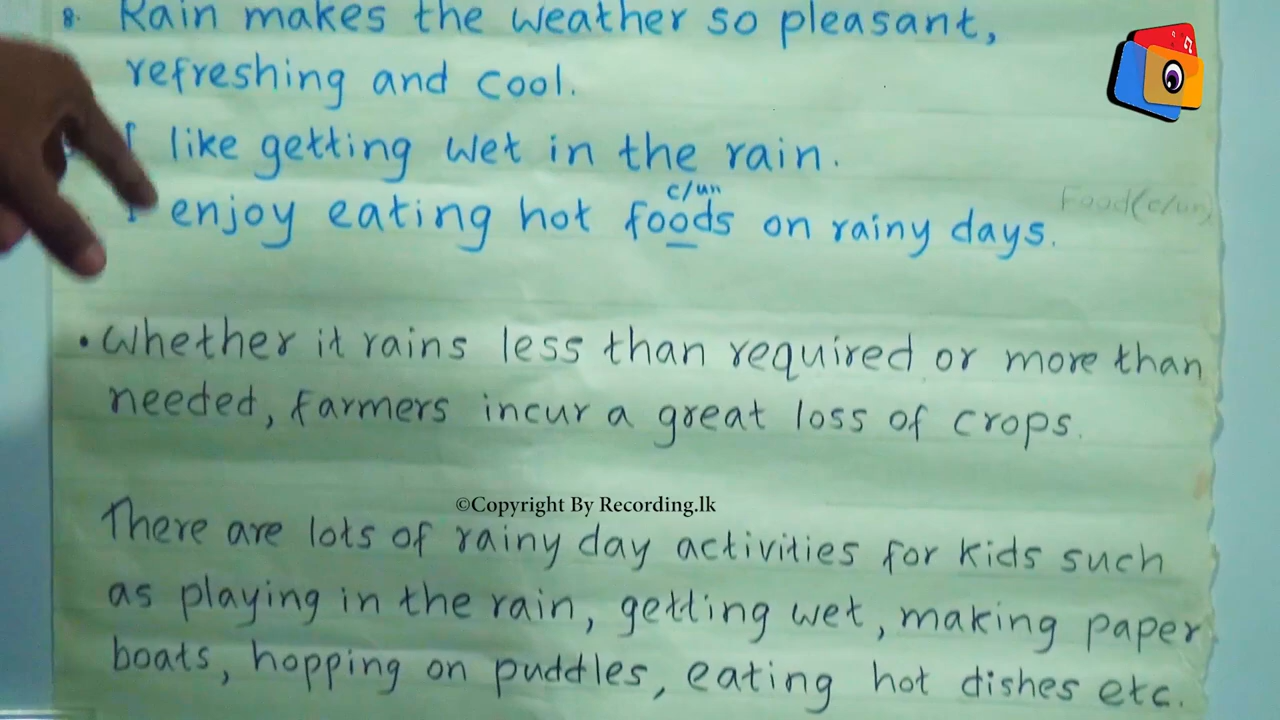 8. Rain makes the weather so pleasant,
refreshing and cool.
I like getting wet in the rain.
c/un
I enjoy eating hot foods on rainy days.
Food (c/un)
• Whether it rains less than required or more than
needed, farmers incur a great loss of crops.
©Copyright By Recording.lk
There are lots of rainy day activities for kids such
as playing in the rain, getting wet, making paper
boats, hopping on puddles, eating hot dishes etc.